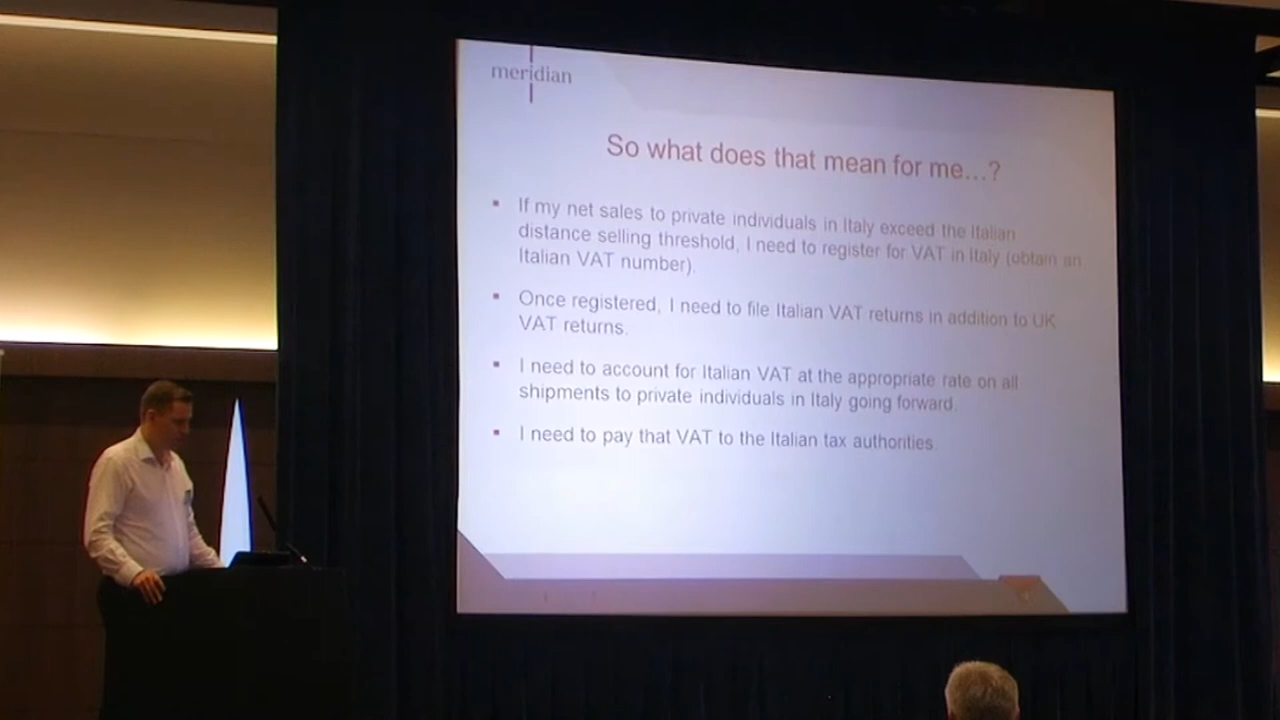 meridian
So what does that mean for me...?
▪ If my net sales to private individuals in Italy exceed the Italian
distance selling threshold, I need to register for VAT in Italy (obtain an
Italian VAT number).
▪ Once registered, I need to file Italian VAT returns in addition to UK
VAT returns.
▪ I need to account for Italian VAT at the appropriate rate on all
shipments to private individuals in Italy going forward.
▪ I need to pay that VAT to the Italian tax authorities.